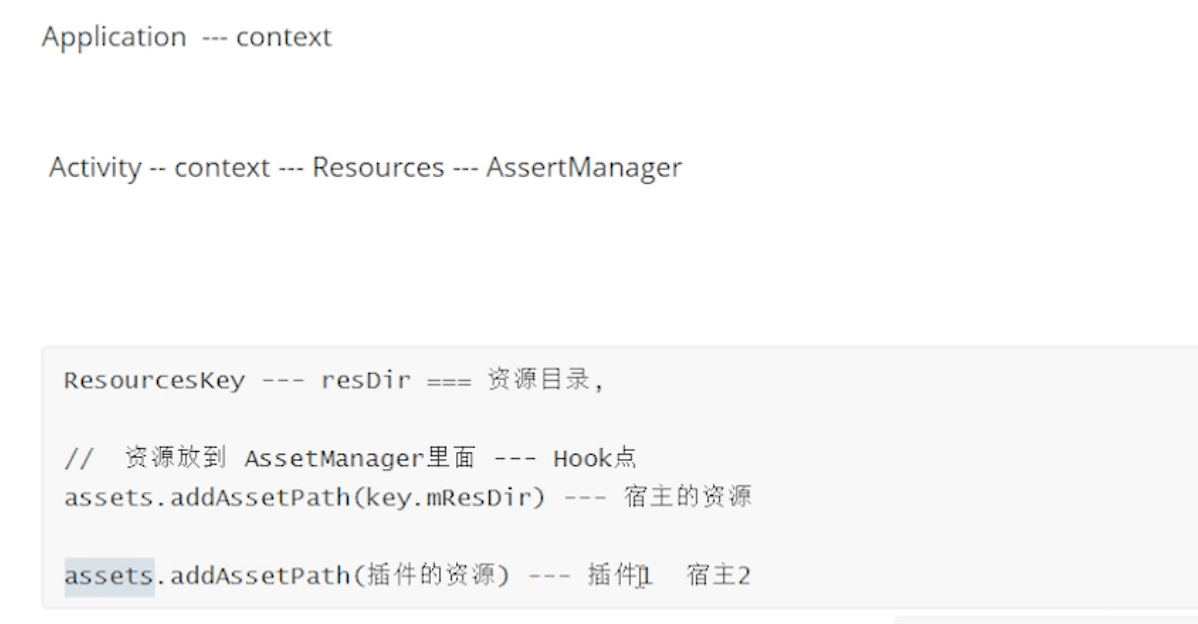 Application --- context
Activity -- context --- Resources --- AssertManager
ResourcesKey --- resDir === 资源目录,
// 资源放到 AssetManager里面 --- Hook点
assets.addAssetPath(key.mResDir) --- 宿主的资源
assets.addAssetPath(插件的资源) --- 插件1 宿主2